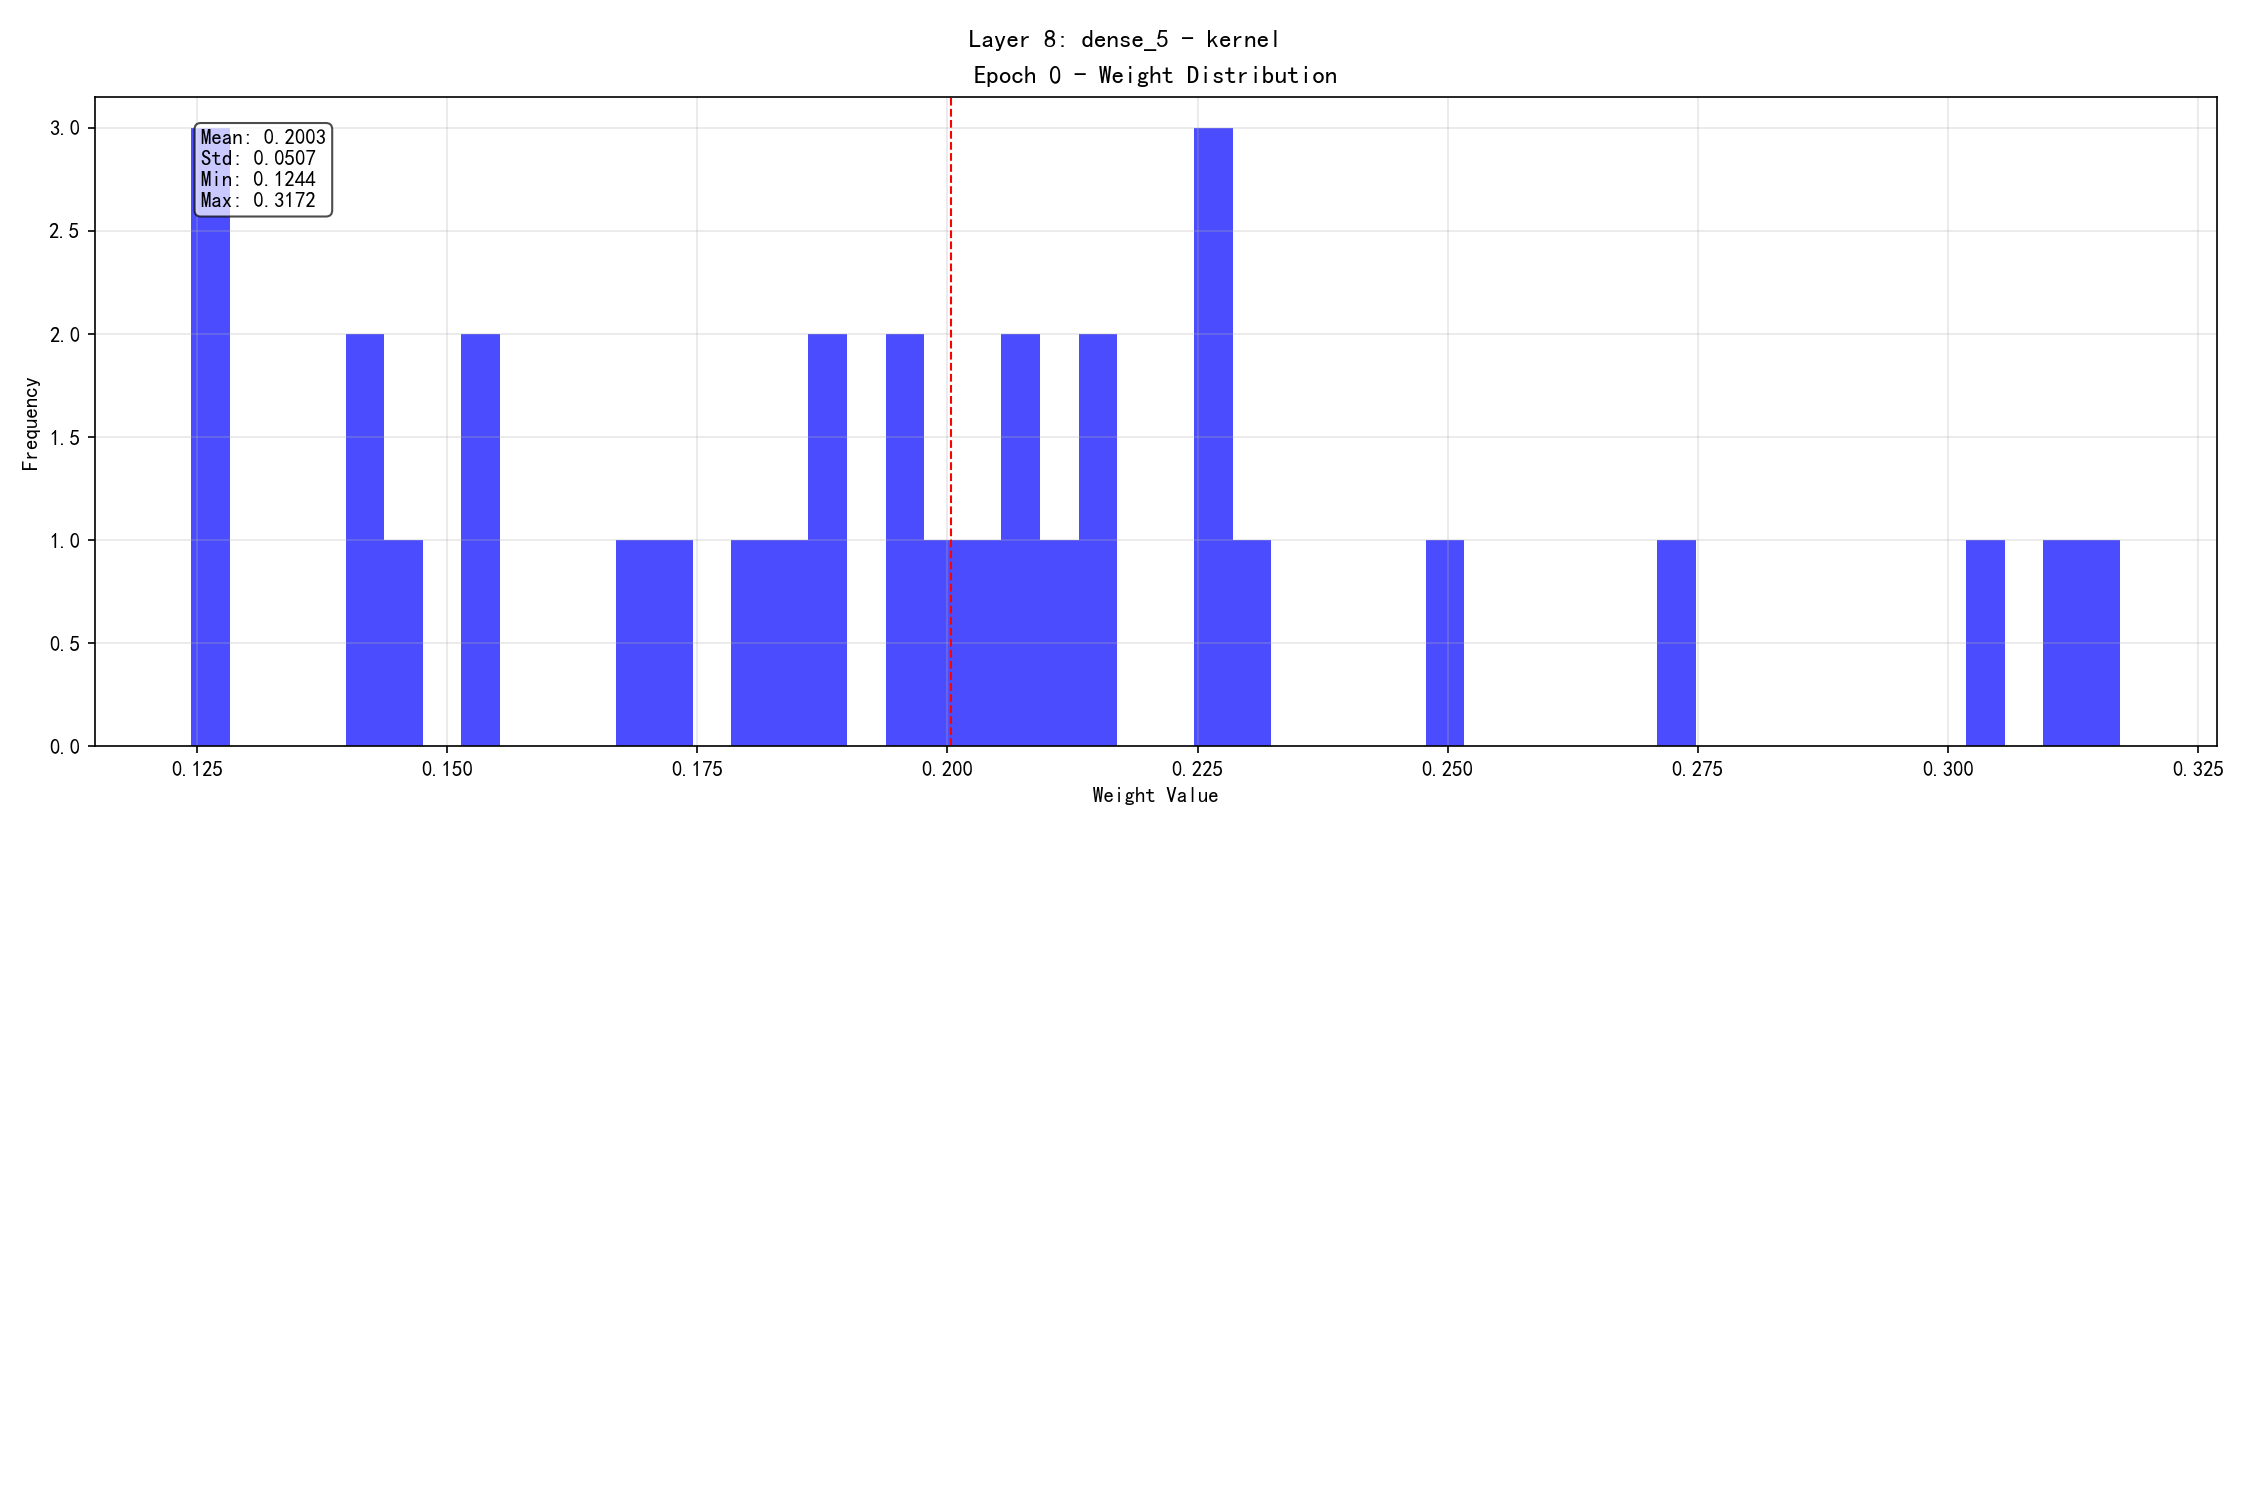 Layer 8: dense_5 - kernel
Epoch 0 - Weight Distribution
Mean: 0.2003
Std: 0.0507
Min: 0.1244
Max: 0.3172
3.0
2.5
2.0
1.5
1.0
0.5
0.0
Frequency
0.125 0.150 0.175 0.200 0.225 0.250 0.275 0.300 0.325
Weight Value